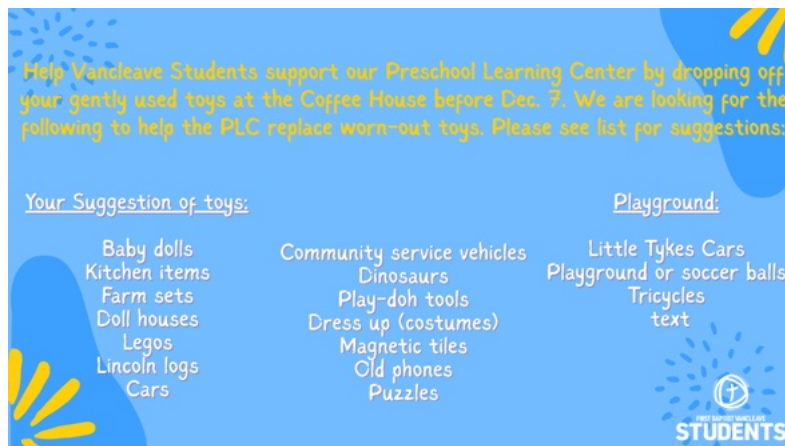 Help Vancleave Students support our Preschool Learning Center by dropping off
your gently used toys at the Coffee House before Dec. 7. We are looking for the
following to help the PLC replace worn-out toys. Please see list for suggestions:
Your Suggestion of toys:
Baby dolls
Kitchen items
Farm sets
Doll houses
Legos
Lincoln logs
Cars
Community service vehicles
Dinosaurs
Play-doh tools
Dress up (costumes)
Magnetic tiles
Old phones
Puzzles
Playground:
Little Tykes Cars
Playground or soccer balls
Tricycles
text
FIRST BAPTIST VANCLEAVE
STUDENTS